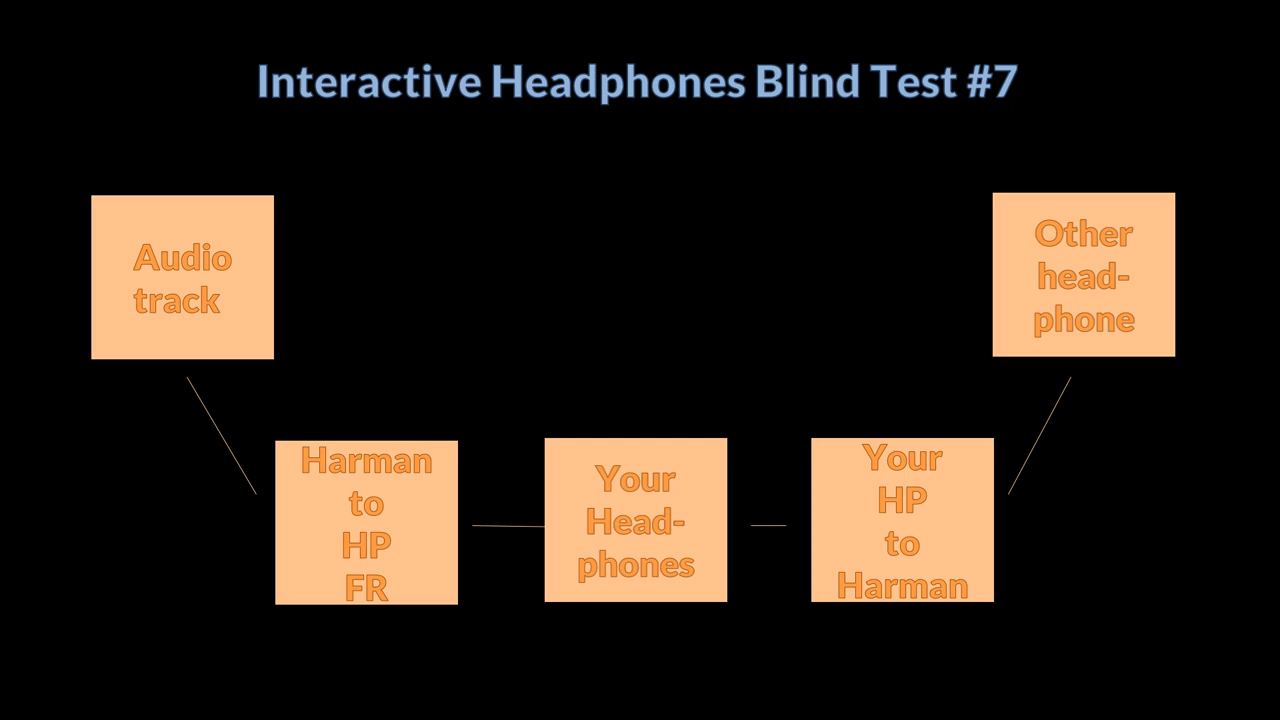 Interactive Headphones Blind Test #7
Audio
track
Harman
to
HP
FR
Your
Head-
phones
Your
HP
to
Harman
Other
head-
phone